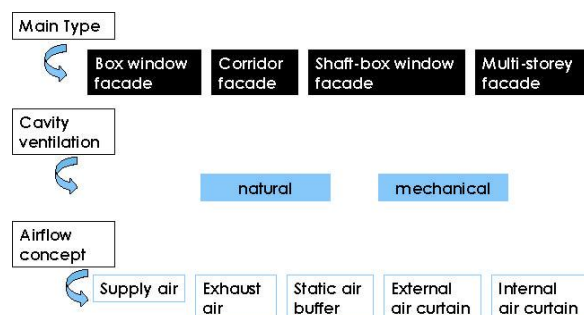 Main Type
Box window Corridor Shaft-box window Multi-storey
facade facade facade facade
Cavity
ventilation
natural mechanical
Airflow
concept
Supply air Exhaust Static air External Internal
air buffer air curtain air curtain